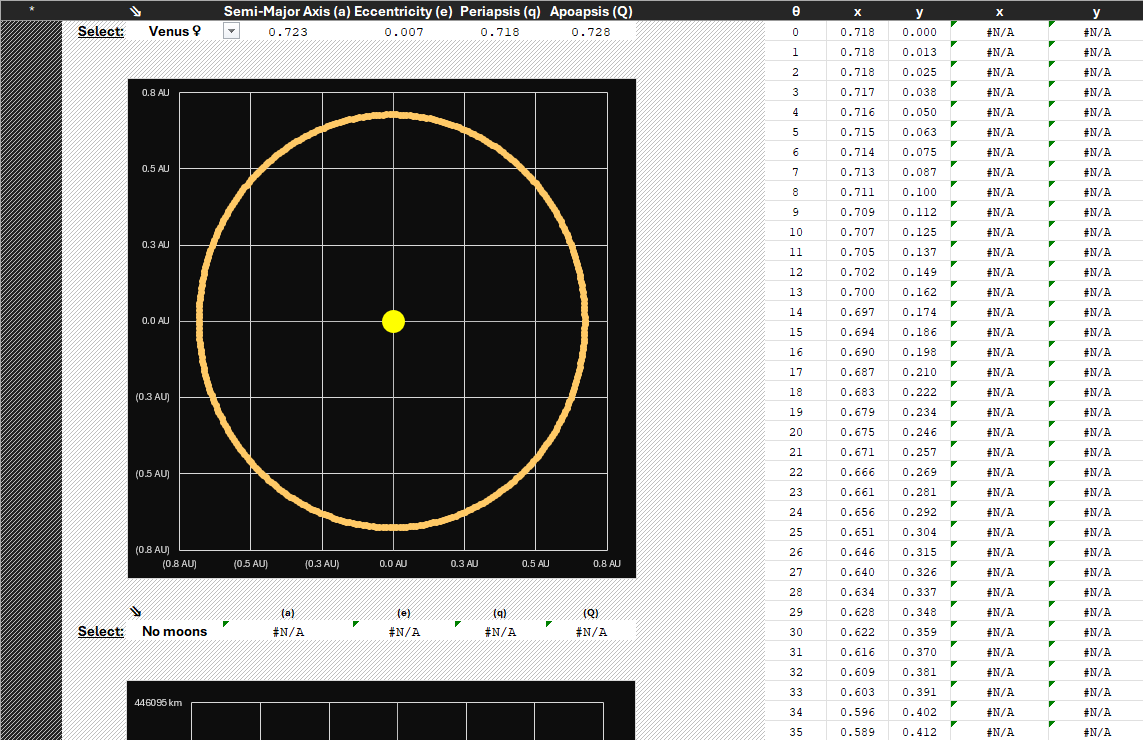 * ⇘ Semi-Major Axis (a) Eccentricity (e) Periapsis (q) Apoapsis (Q) θ x y x y
Select: Venus♀ 0.723 0.007 0.718 0.728 0 0.718 0.000 #N/A #N/A
1 0.718 0.013 #N/A #N/A
2 0.718 0.025 #N/A #N/A
3 0.717 0.038 #N/A #N/A
0.8 AU 4 0.716 0.050 #N/A #N/A
5 0.715 0.063 #N/A #N/A
6 0.714 0.075 #N/A #N/A
0.5 AU 7 0.713 0.087 #N/A #N/A
8 0.711 0.100 #N/A #N/A
9 0.709 0.112 #N/A #N/A
10 0.707 0.125 #N/A #N/A
0.3 AU 11 0.705 0.137 #N/A #N/A
12 0.702 0.149 #N/A #N/A
13 0.700 0.162 #N/A #N/A
14 0.697 0.174 #N/A #N/A
0.0 AU 15 0.694 0.186 #N/A #N/A
16 0.690 0.198 #N/A #N/A
17 0.687 0.210 #N/A #N/A
18 0.683 0.222 #N/A #N/A
(0.3 AU) 19 0.679 0.234 #N/A #N/A
20 0.675 0.246 #N/A #N/A
21 0.671 0.257 #N/A #N/A
(0.5 AU) 22 0.666 0.269 #N/A #N/A
23 0.661 0.281 #N/A #N/A
24 0.656 0.292 #N/A #N/A
25 0.651 0.304 #N/A #N/A
(0.8 AU) 26 0.646 0.315 #N/A #N/A
(0.8 AU) (0.5 AU) (0.3 AU) 0.0 AU 0.3 AU 0.5 AU 0.8 AU 27 0.640 0.326 #N/A #N/A
28 0.634 0.337 #N/A #N/A
⇘ (a) (e) (q) (Q) 29 0.628 0.348 #N/A #N/A
Select: No moons #N/A #N/A #N/A #N/A 30 0.622 0.359 #N/A #N/A
31 0.616 0.370 #N/A #N/A
32 0.609 0.381 #N/A #N/A
33 0.603 0.391 #N/A #N/A
446095 km 34 0.596 0.402 #N/A #N/A
35 0.589 0.412 #N/A #N/A